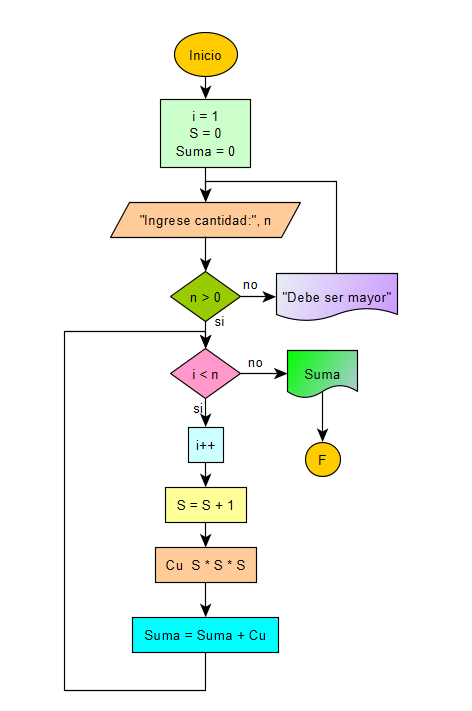 Inicio
i = 1
S = 0
Suma = 0
"Ingrese cantidad:", n
n > 0
no
"Debe ser mayor"
si
i < n
no
Suma
si
F
i++
S = S + 1
Cu  S * S * S
Suma = Suma + Cu